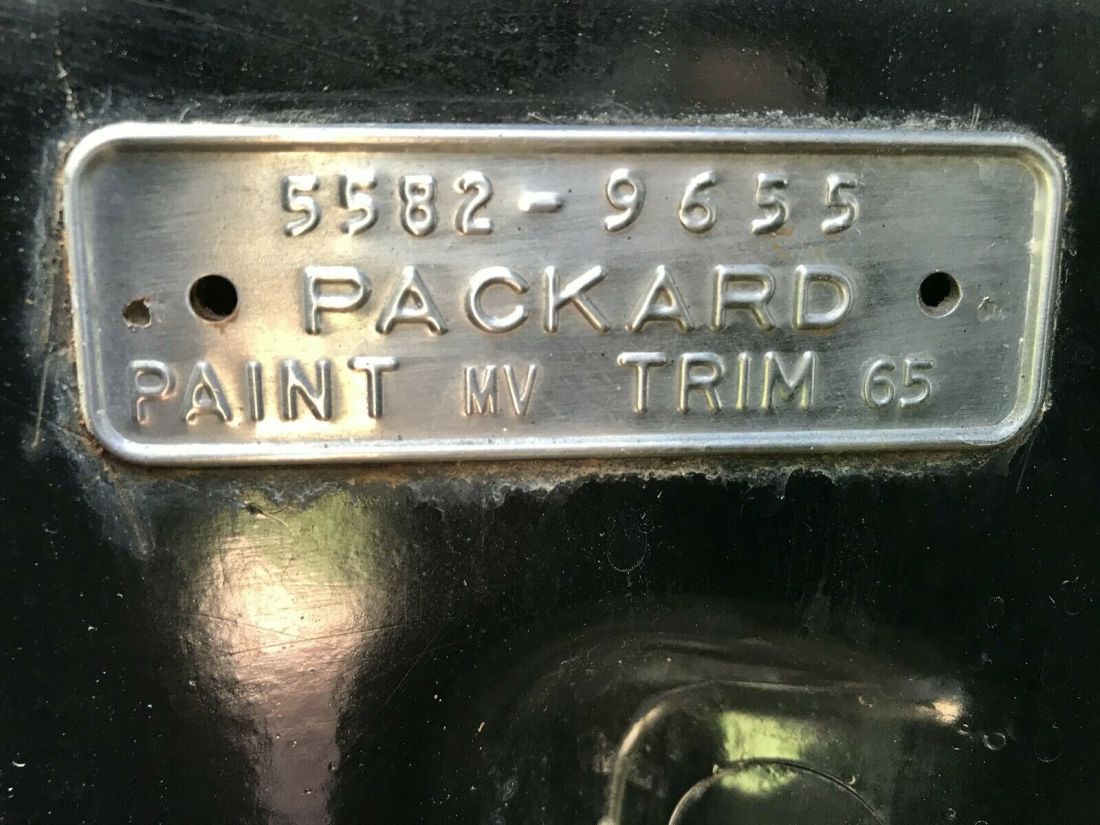 5582-9655
PACKARD
PAINT MV TRIM 65